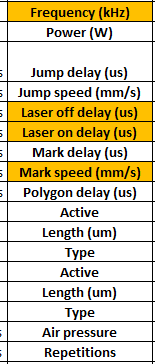 Frequency (kHz)
Power (W)
Jump delay (us)
Jump speed (mm/s)
Laser off delay (us)
Laser on delay (us)
Mark delay (us)
Mark speed (mm/s)
Polygon delay (us)
Active
Length (um)
Type
Active
Length (um)
Type
Air pressure
Repetitions